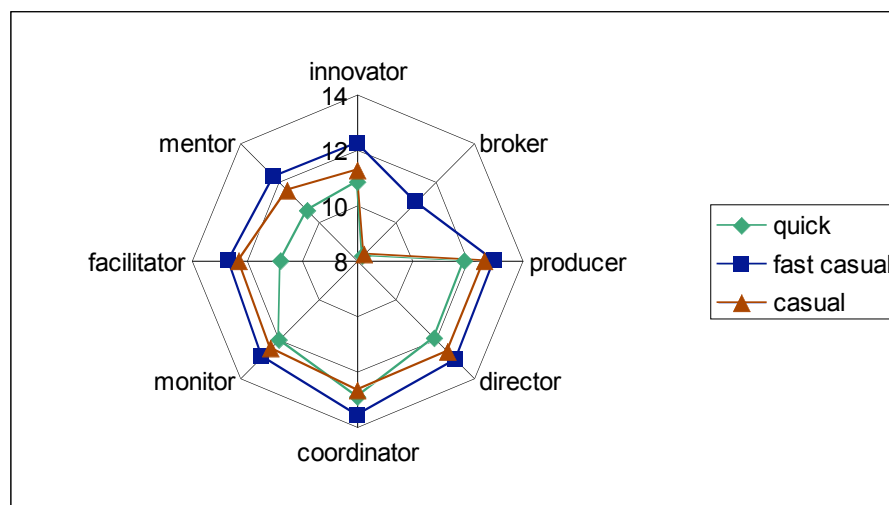 innovator
14
mentor
broker
12
10
facilitator
8
producer
monitor
director
coordinator
quick
fast casual
casual